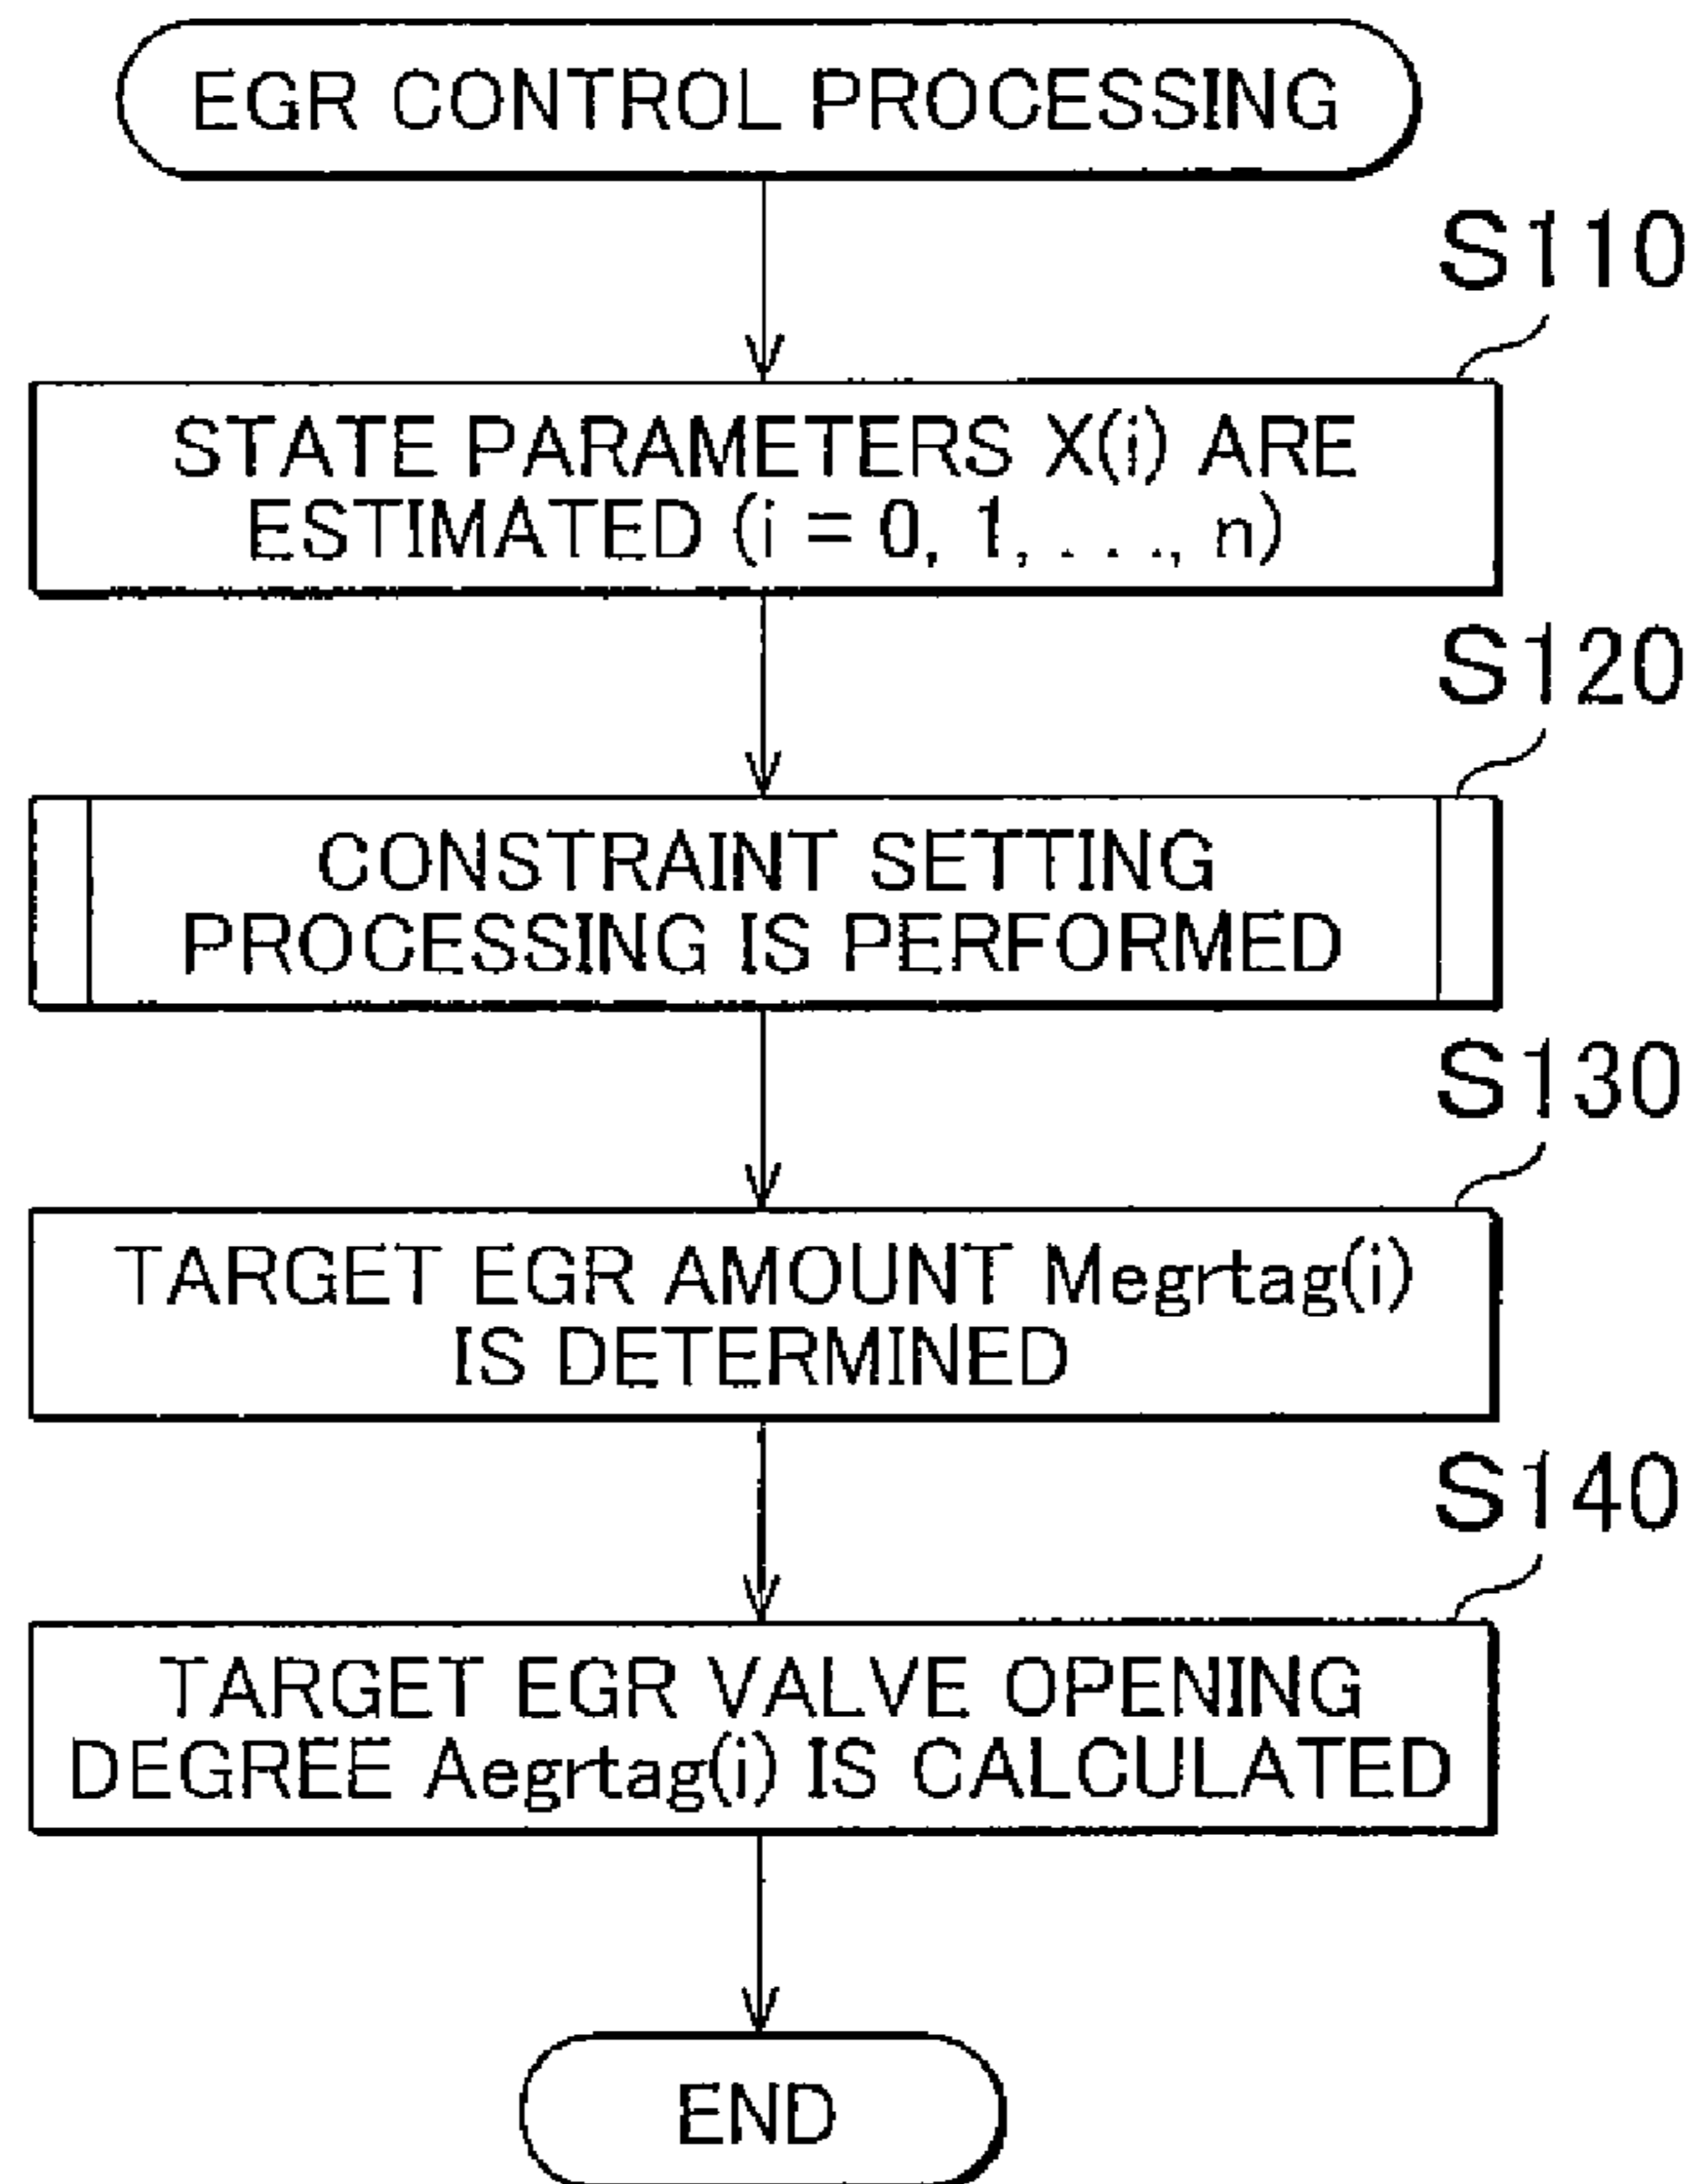 EGR CONTROL PROCESSING
S110
STATE PARAMETERS X(i) ARE
ESTIMATED (i = 0, 1, . . ., n)
S120
CONSTRAINT SETTING
PROCESSING IS PERFORMED
S130
TARGET EGR AMOUNT Megrtag(i)
IS DETERMINED
S140
TARGET EGR VALVE OPENING
DEGREE Aegrtag(i) IS CALCULATED
END